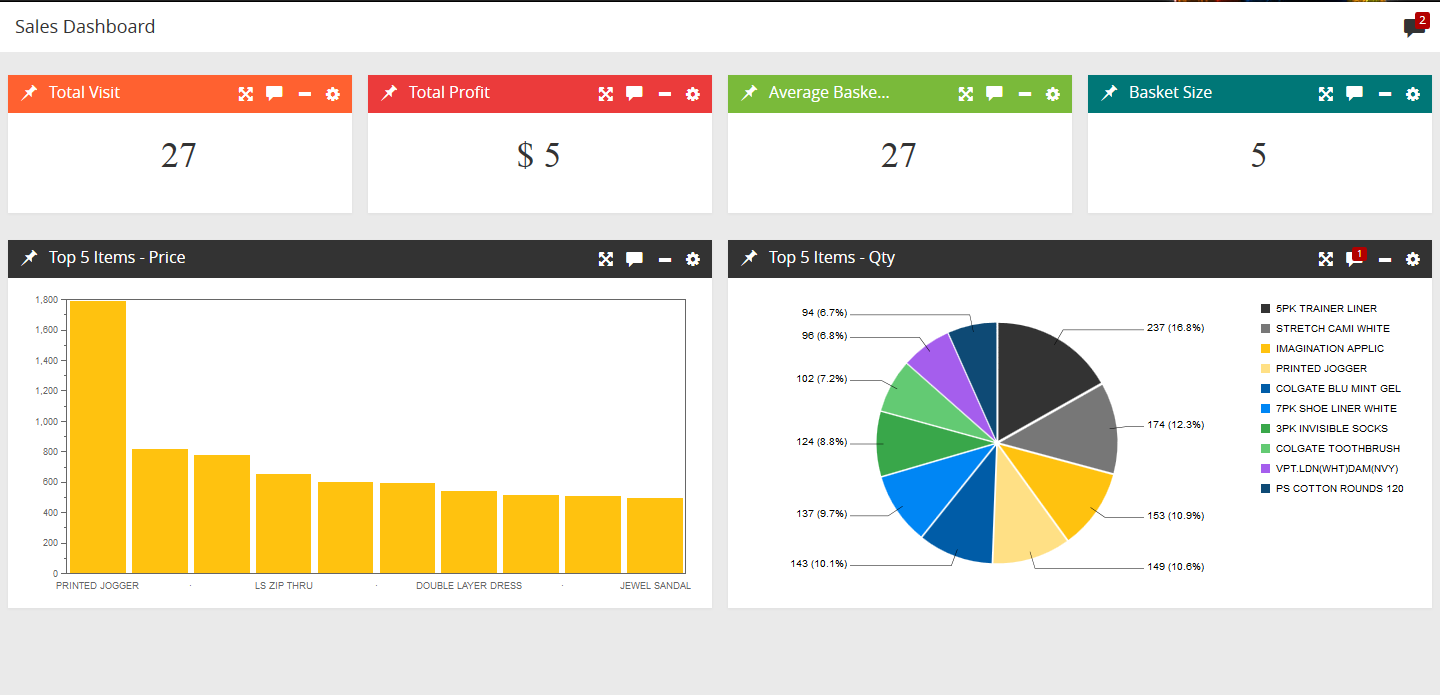 Sales Dashboard
2
Total Visit
27
Total Profit
$ 5
Average Baske...
27
Basket Size
5
Top 5 Items - Price
1,800
1,600
1,400
1,200
1,000
800
600
400
200
0
PRINTED JOGGER
LS ZIP THRU
DOUBLE LAYER DRESS
JEWEL SANDAL
Top 5 Items - Qty
1
94 (6.7%)
96 (6.8%)
102 (7.2%)
124 (8.8%)
137 (9.7%)
143 (10.1%)
237 (16.8%)
174 (12.3%)
153 (10.9%)
149 (10.6%)
5PK TRAINER LINER
STRETCH CAMI WHITE
IMAGINATION APPLIC
PRINTED JOGGER
COLGATE BLU MINT GEL
7PK SHOE LINER WHITE
3PK INVISIBLE SOCKS
COLGATE TOOTHBRUSH
VPT.LDN(WHT)DAM(NVY)
PS COTTON ROUNDS 120